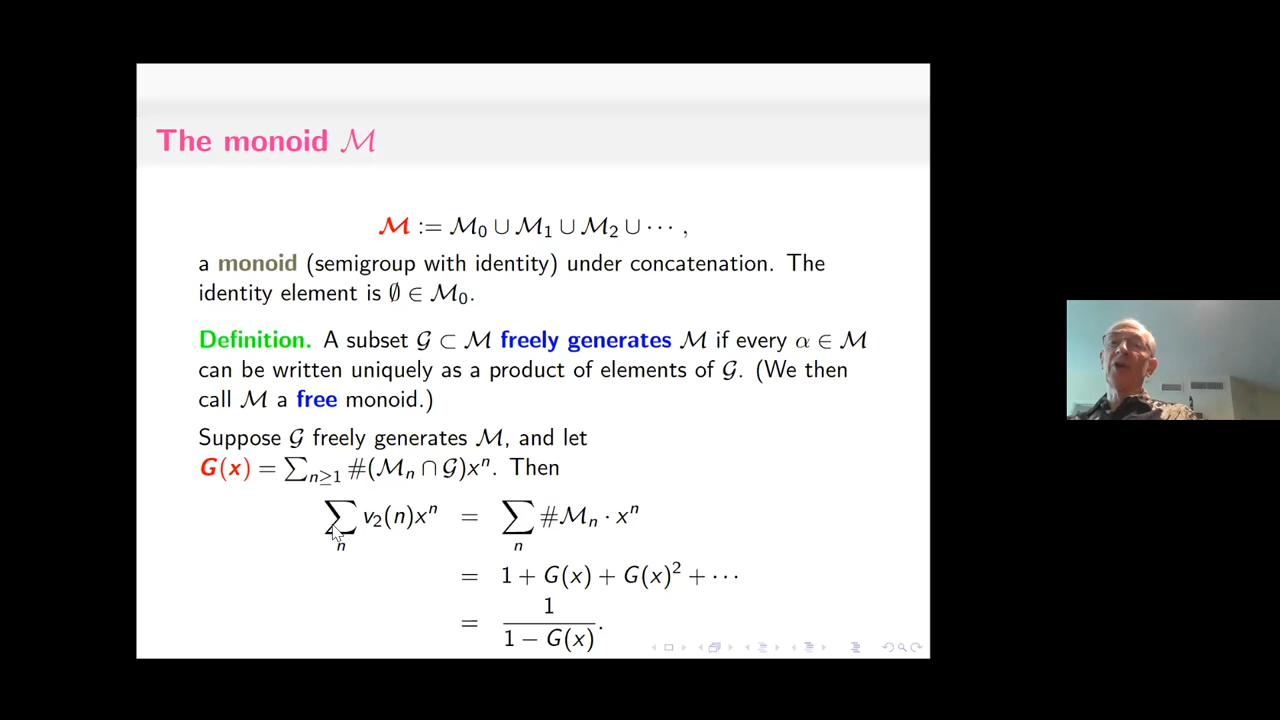 The monoid ℳ
ℳ := ℳ₀ ∪ ℳ₁ ∪ ℳ₂ ∪ ⋯ ,
a monoid (semigroup with identity) under concatenation. The
identity element is ∅ ∈ ℳ₀.
Definition. A subset 𝒢 ⊂ ℳ freely generates ℳ if every α ∈ ℳ
can be written uniquely as a product of elements of 𝒢. (We then
call ℳ a free monoid.)
Suppose 𝒢 freely generates ℳ, and let
G(x) = ∑_{n≥1} #(ℳₙ ∩ 𝒢)xⁿ. Then
∑_n v₂(n)xⁿ = ∑_n #ℳₙ · xⁿ
= 1 + G(x) + G(x)² + ⋯
= 1 / (1 − G(x)).